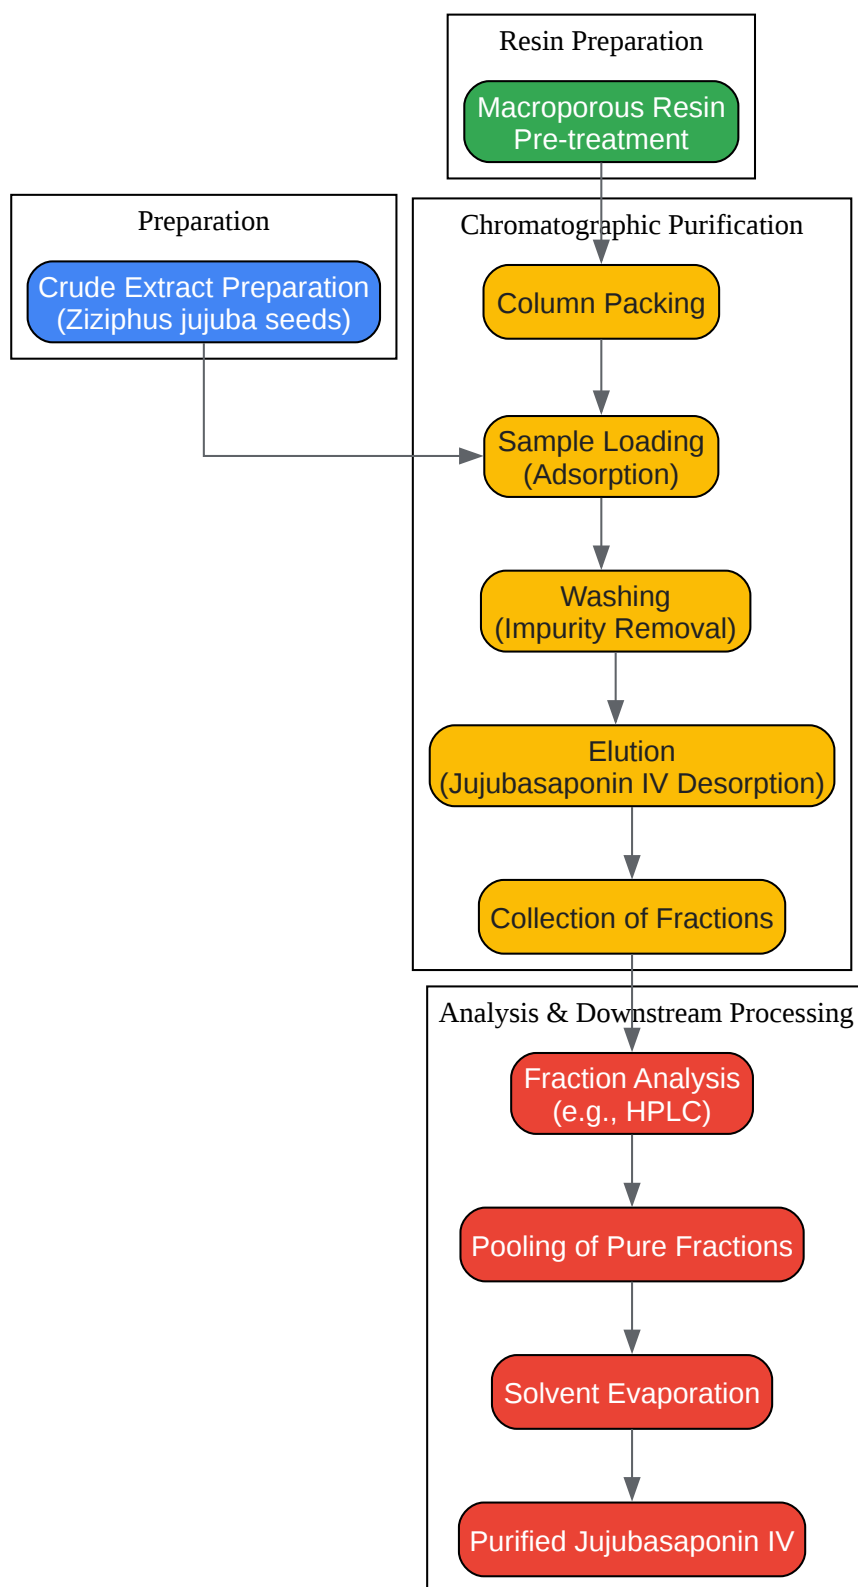 Resin Preparation
Macroporous Resin
Pre-treatment
Preparation
Crude Extract Preparation
(Ziziphus jujuba seeds)
Chromatographic Purification
Column Packing
Sample Loading
(Adsorption)
Washing
(Impurity Removal)
Elution
(Jujubasaponin IV Desorption)
Collection of Fractions
Analysis & Downstream Processing
Fraction Analysis
(e.g., HPLC)
Pooling of Pure Fractions
Solvent Evaporation
Purified Jujubasaponin IV